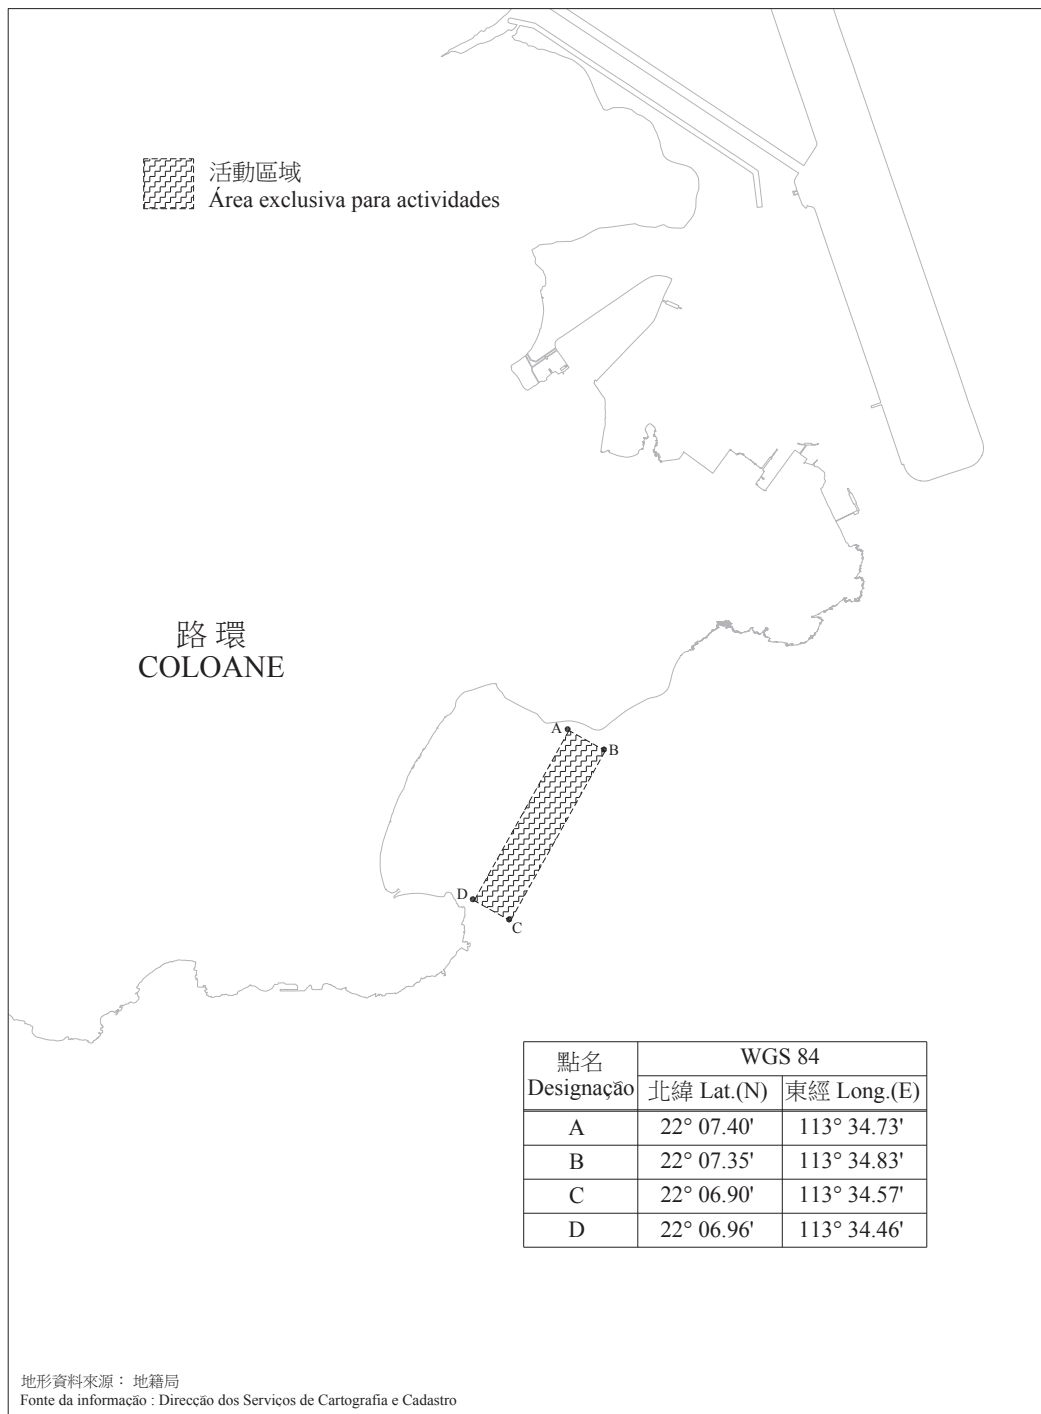 活動區域
Área exclusiva para actividades
路環
COLOANE
A
B
D
C
點名 WGS 84
Designação 北緯 Lat.(N) 東經 Long.(E)
A 22° 07.40' 113° 34.73'
B 22° 07.35' 113° 34.83'
C 22° 06.90' 113° 34.57'
D 22° 06.96' 113° 34.46'
地形資料來源： 地籍局
Fonte da informação : Direcção dos Serviços de Cartografia e Cadastro